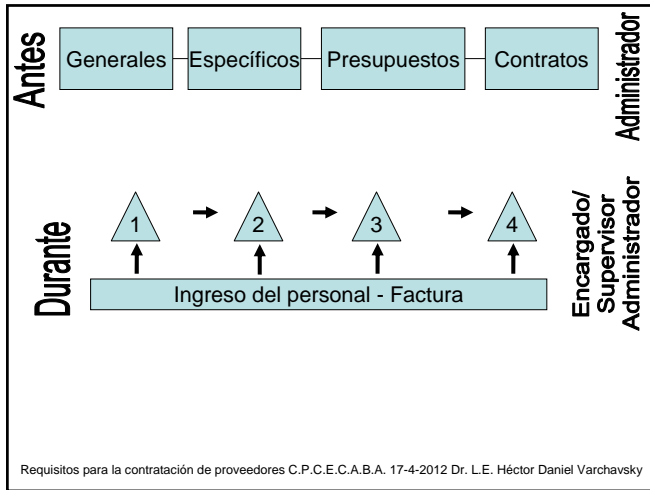 Antes
Generales
Específicos
Presupuestos
Contratos
Administrador
Durante
1
2
3
4
Ingreso del personal - Factura
Encargado/
Supervisor
Administrador
Requisitos para la contratación de proveedores C.P.C.E.C.A.B.A. 17-4-2012 Dr. L.E. Héctor Daniel Varchavsky